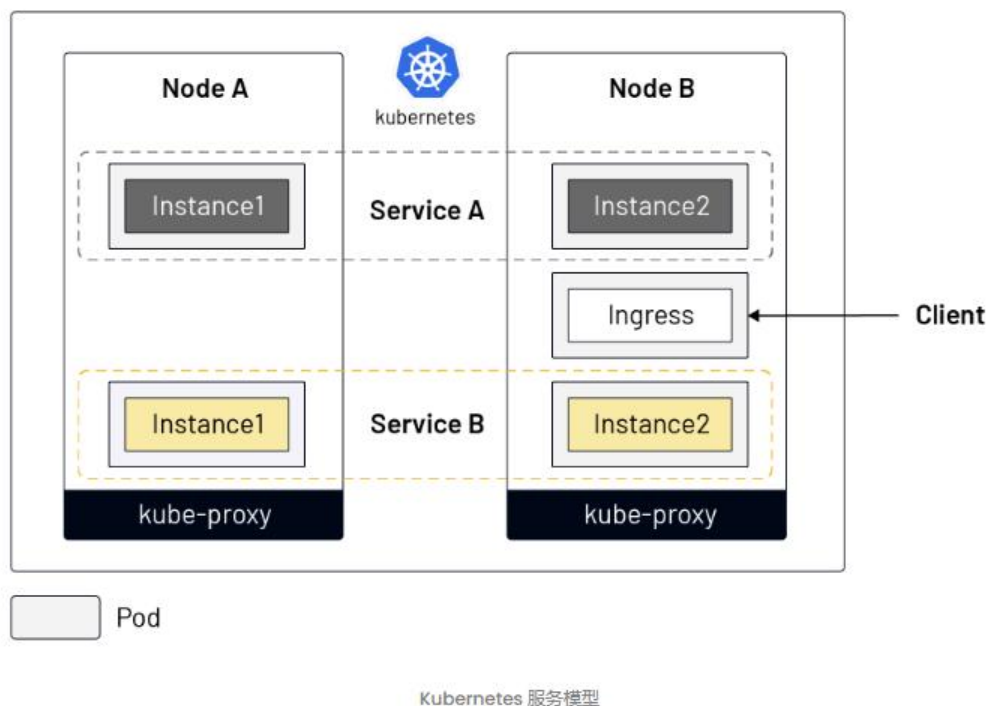 Node A
Node B
kubernetes
Instance1
Service A
Instance2
Ingress
Client
Instance1
Service B
Instance2
kube-proxy
kube-proxy
Pod
Kubernetes 服务模型